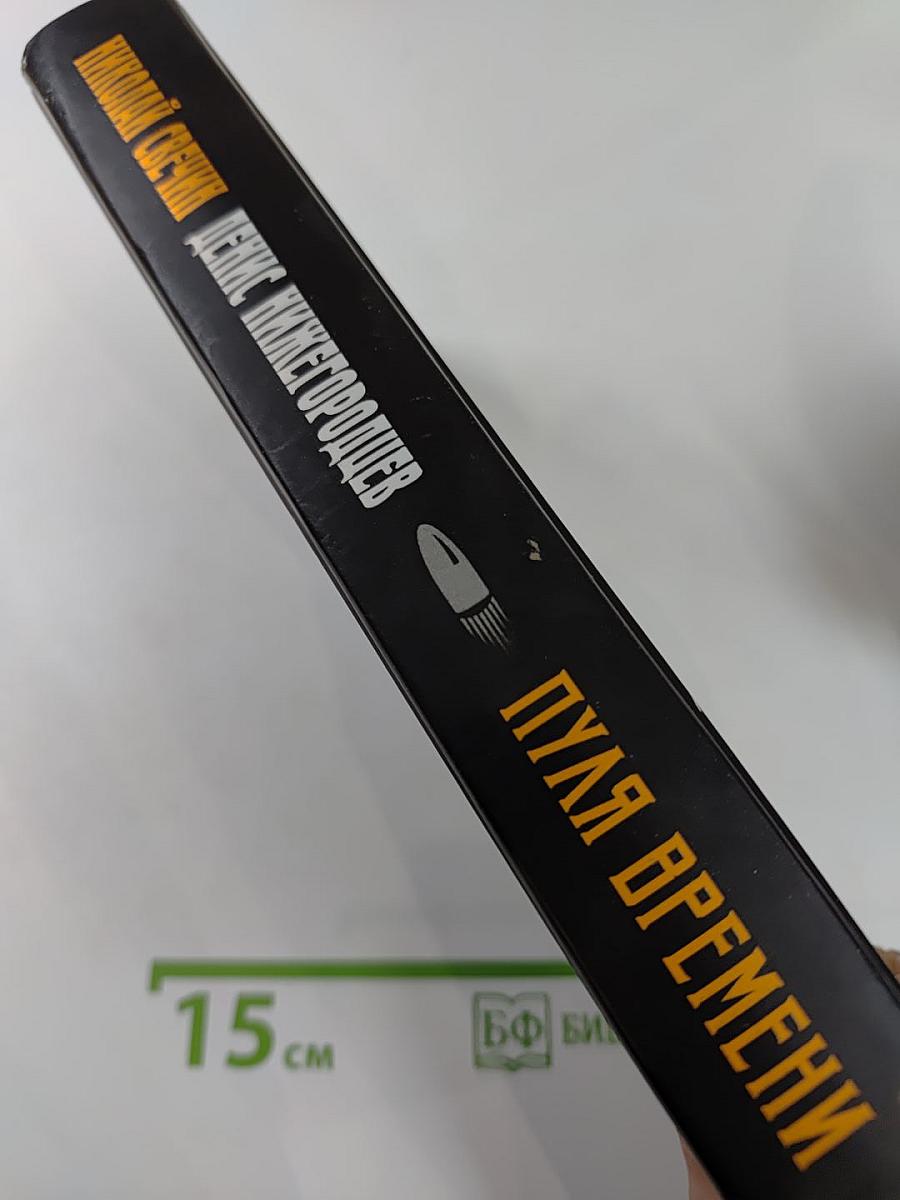 НИКОЛАЙ СВЕЧИН
ДЕНИС НИЖЕГОРОДЦЕВ
ПУЛЯ ВРЕМЕНИ
15 см
БФ